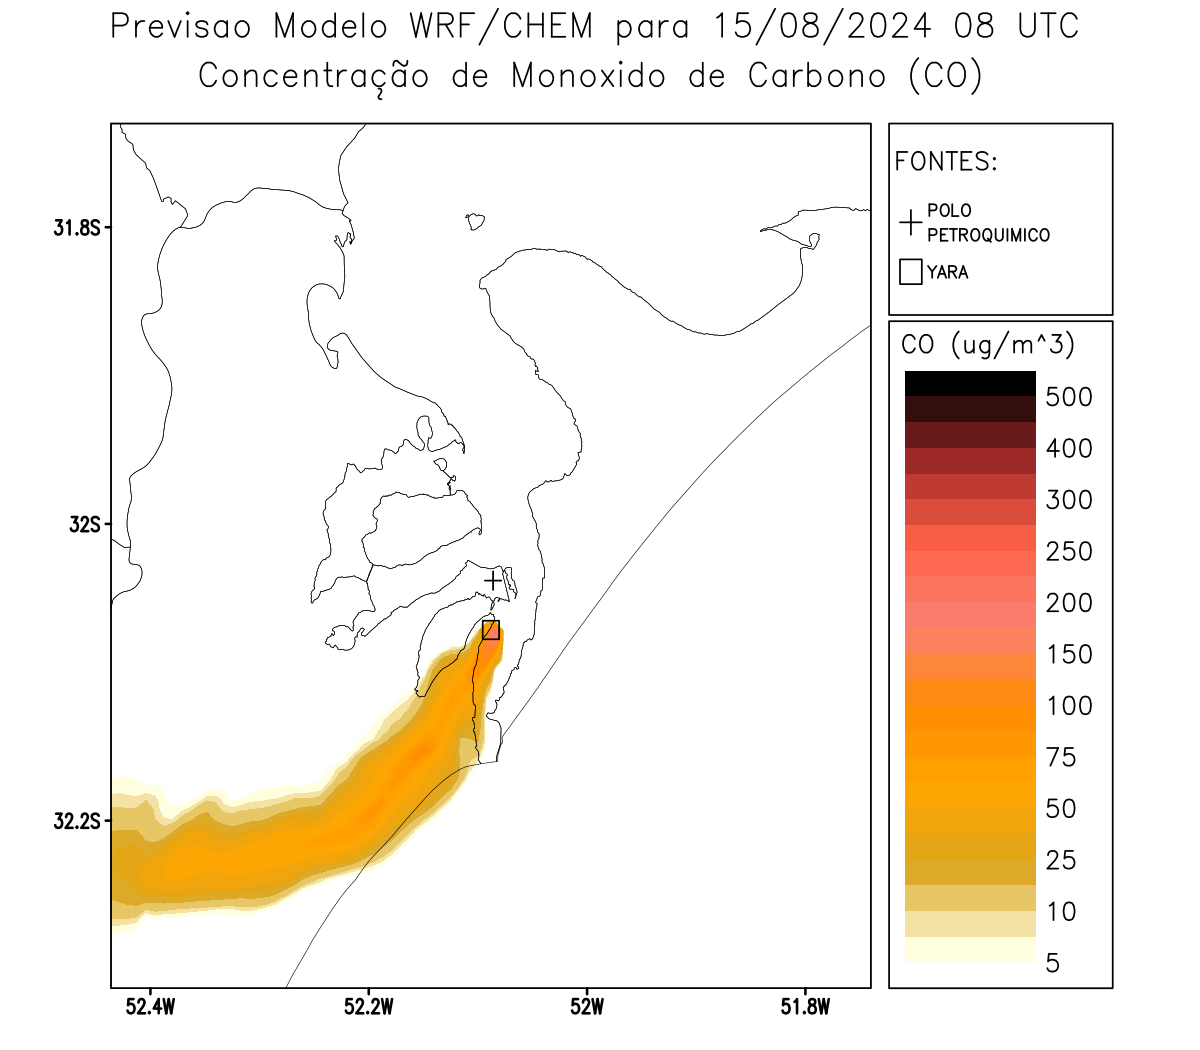 Previsao Modelo WRF/CHEM para 15/08/2024 08 UTC
Concentração de Monoxido de Carbono (CO)
FONTES:
POLO
PETROQUIMICO
YARA
CO (ug/m^3)
500
400
300
250
200
150
100
75
50
25
10
5
31.8S
32S
32.2S
52.4W
52.2W
52W
51.8W